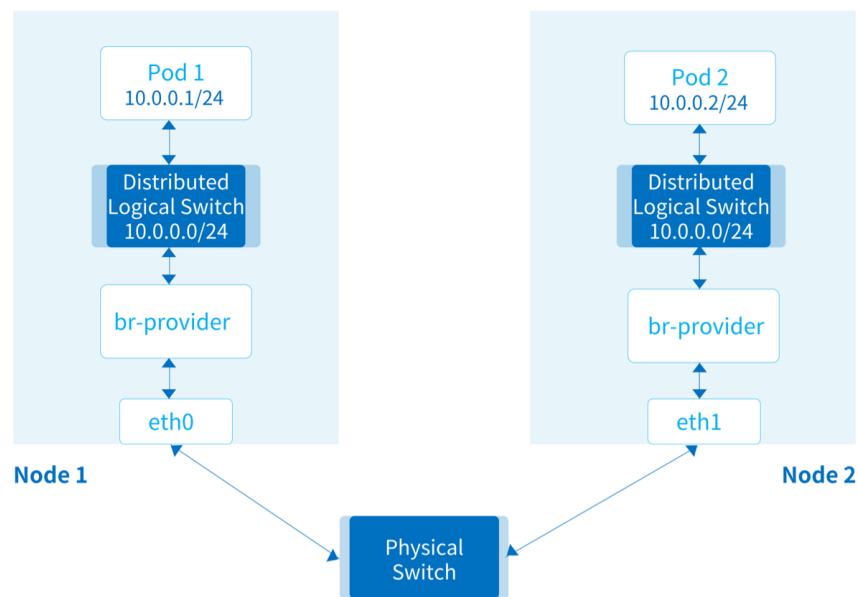 Pod 1
10.0.0.1/24
Distributed
Logical Switch
10.0.0.0/24
br-provider
eth0
Node 1
Pod 2
10.0.0.2/24
Distributed
Logical Switch
10.0.0.0/24
br-provider
eth1
Node 2
Physical
Switch